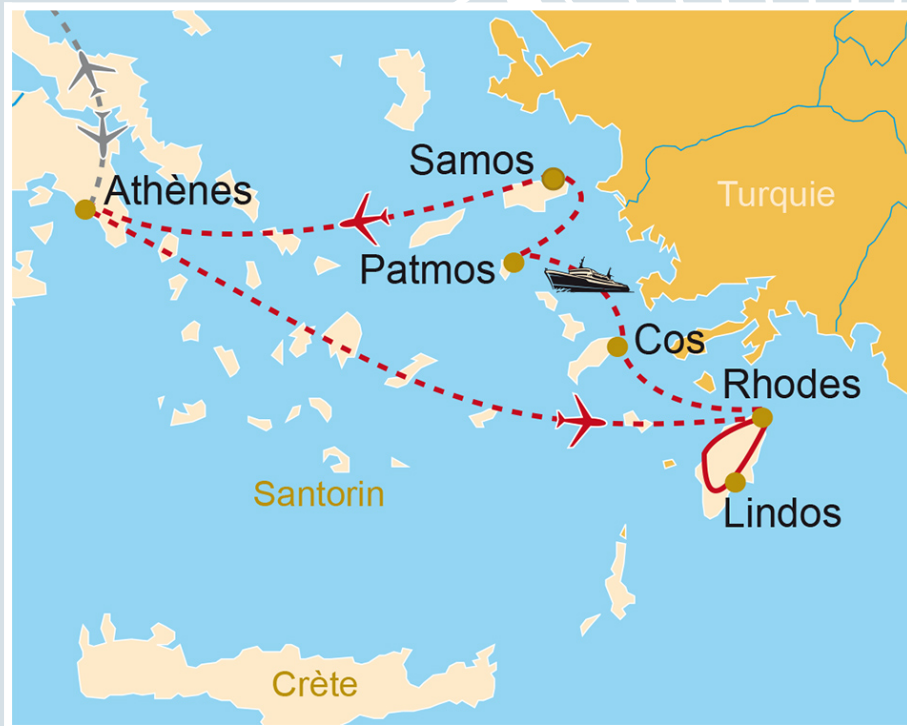 Samos
Athènes
Turquie
Patmos
Cos
Rhodes
Santorin
Lindos
Crète